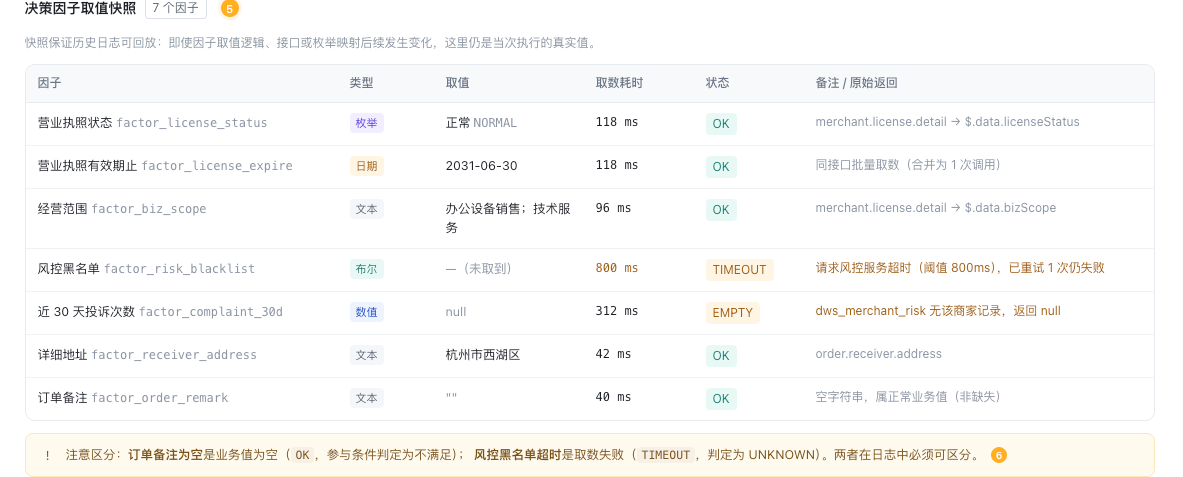 决策因子取值快照 7 个因子 5
快照保证历史日志可回放：即使因子取值逻辑、接口或枚举映射后续发生变化，这里仍是当次执行的真实值。
因子 类型 取值 取数耗时 状态 备注 / 原始返回
营业执照状态 factor_license_status 枚举 正常 NORMAL 118 ms OK merchant.license.detail → $.data.licenseStatus
营业执照有效期止 factor_license_expire 日期 2031-06-30 118 ms OK 同接口批量取数（合并为 1 次调用）
经营范围 factor_biz_scope 文本 办公设备销售；技术服 96 ms OK merchant.license.detail → $.data.bizScope
务
风控黑名单 factor_risk_blacklist 布尔 —（未取到） 800 ms TIMEOUT 请求风控服务超时（阈值 800ms），已重试 1 次仍失败
近 30 天投诉次数 factor_complaint_30d 数值 null 312 ms EMPTY dws_merchant_risk 无该商家记录，返回 null
详细地址 factor_receiver_address 文本 杭州市西湖区 42 ms OK order.receiver.address
订单备注 factor_order_remark 文本 "" 40 ms OK 空字符串，属正常业务值（非缺失）
! 注意区分：订单备注为空是业务值为空（ OK ，参与条件判定为不满足）；风控黑名单超时是取数失败（ TIMEOUT ，判定为 UNKNOWN）。两者在日志中必须可区分。 6